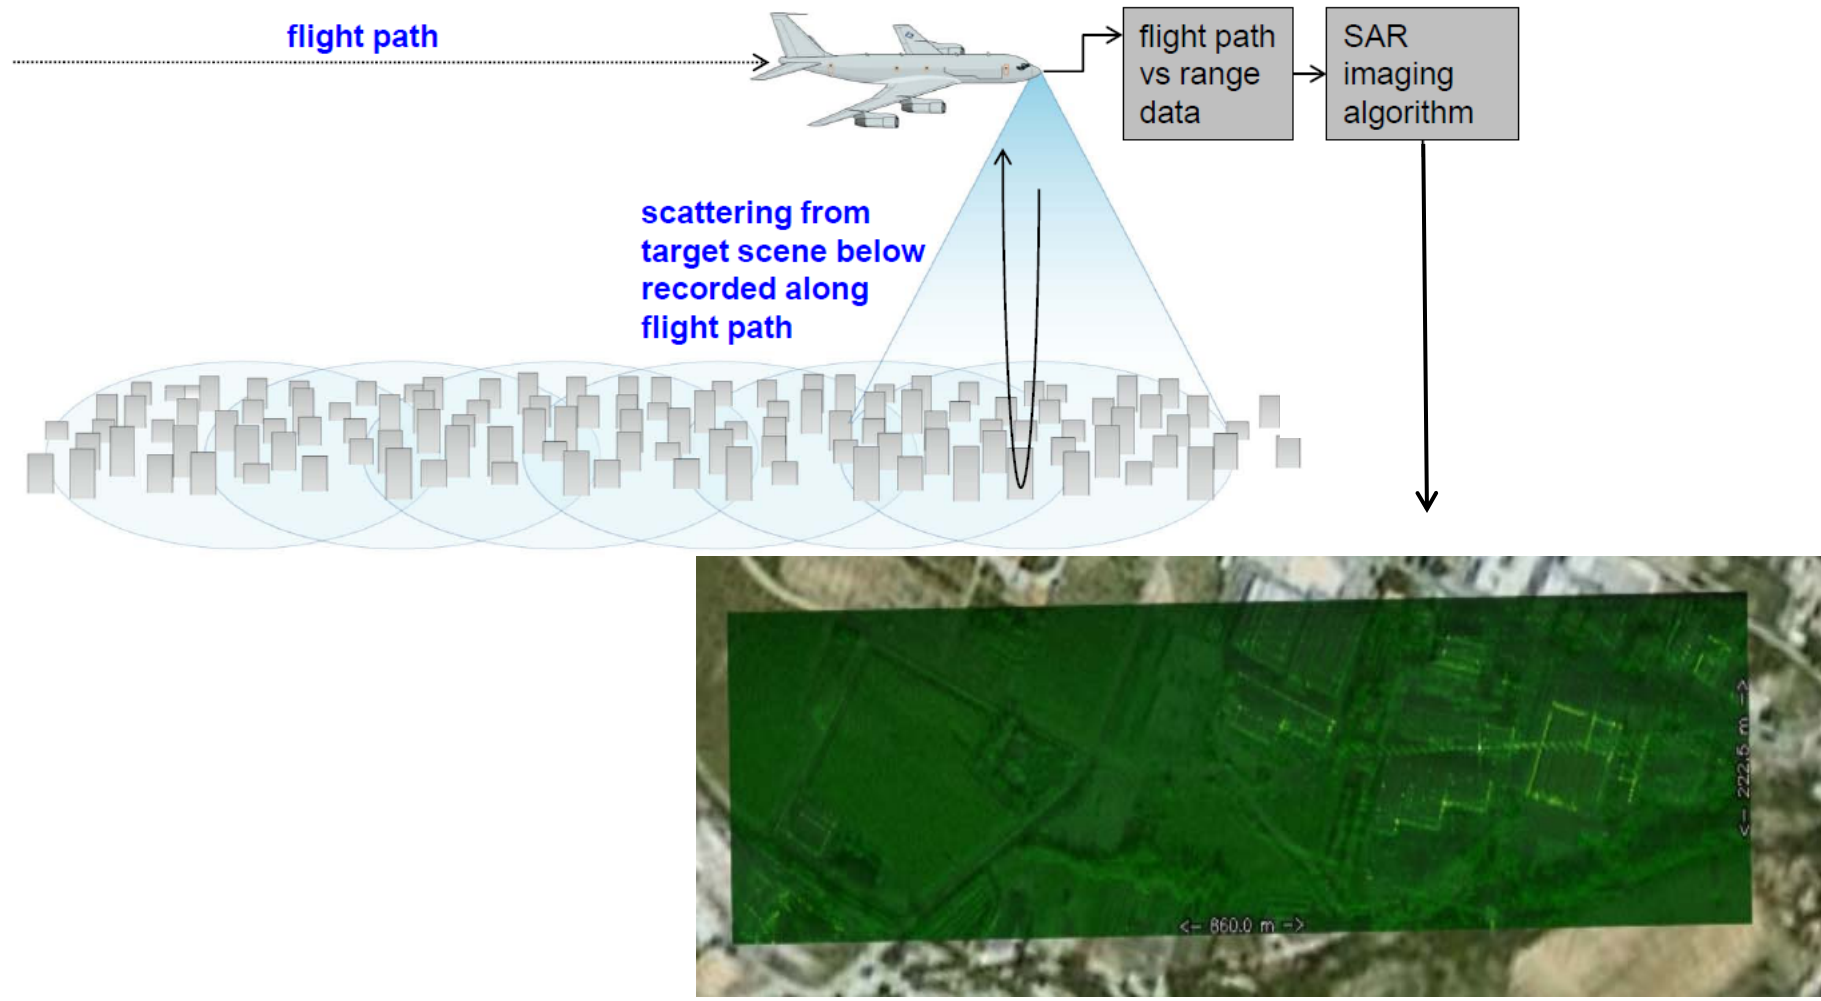 flight path
flight path
vs range
data
SAR
imaging
algorithm
scattering from
target scene below
recorded along
flight path
<- 222.5 m ->
<- 860.0 m ->